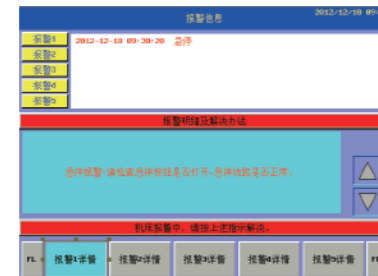 报警信息
2012/12/18 09:
报警1
2012-12-18 09:30:20 急停
报警2
报警3
报警4
报警5
报警明细及解决办法
急停报警·请检查急停按钮是否打开·急停线路是否正常。
机床报警中、请按上述指示解决。
FL
报警1详情
报警2详情
报警3详情
报警4详情
报警5详情